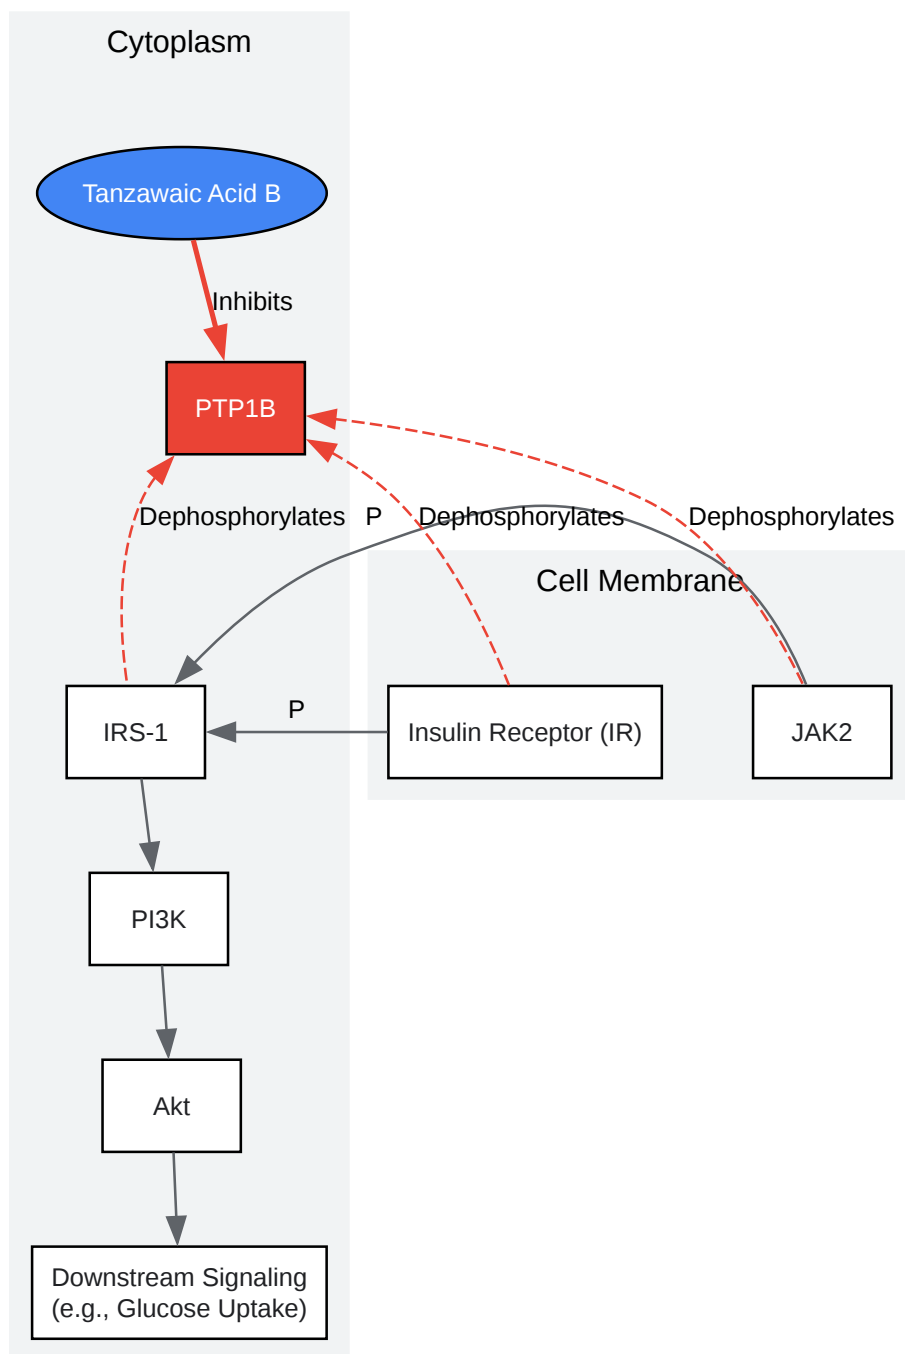 Cytoplasm
Tanzawaic Acid B
Inhibits
PTP1B
Dephosphorylates
P
Dephosphorylates
Dephosphorylates
Cell Membrane
P
IRS-1
Insulin Receptor (IR)
JAK2
PI3K
Akt
Downstream Signaling
(e.g., Glucose Uptake)